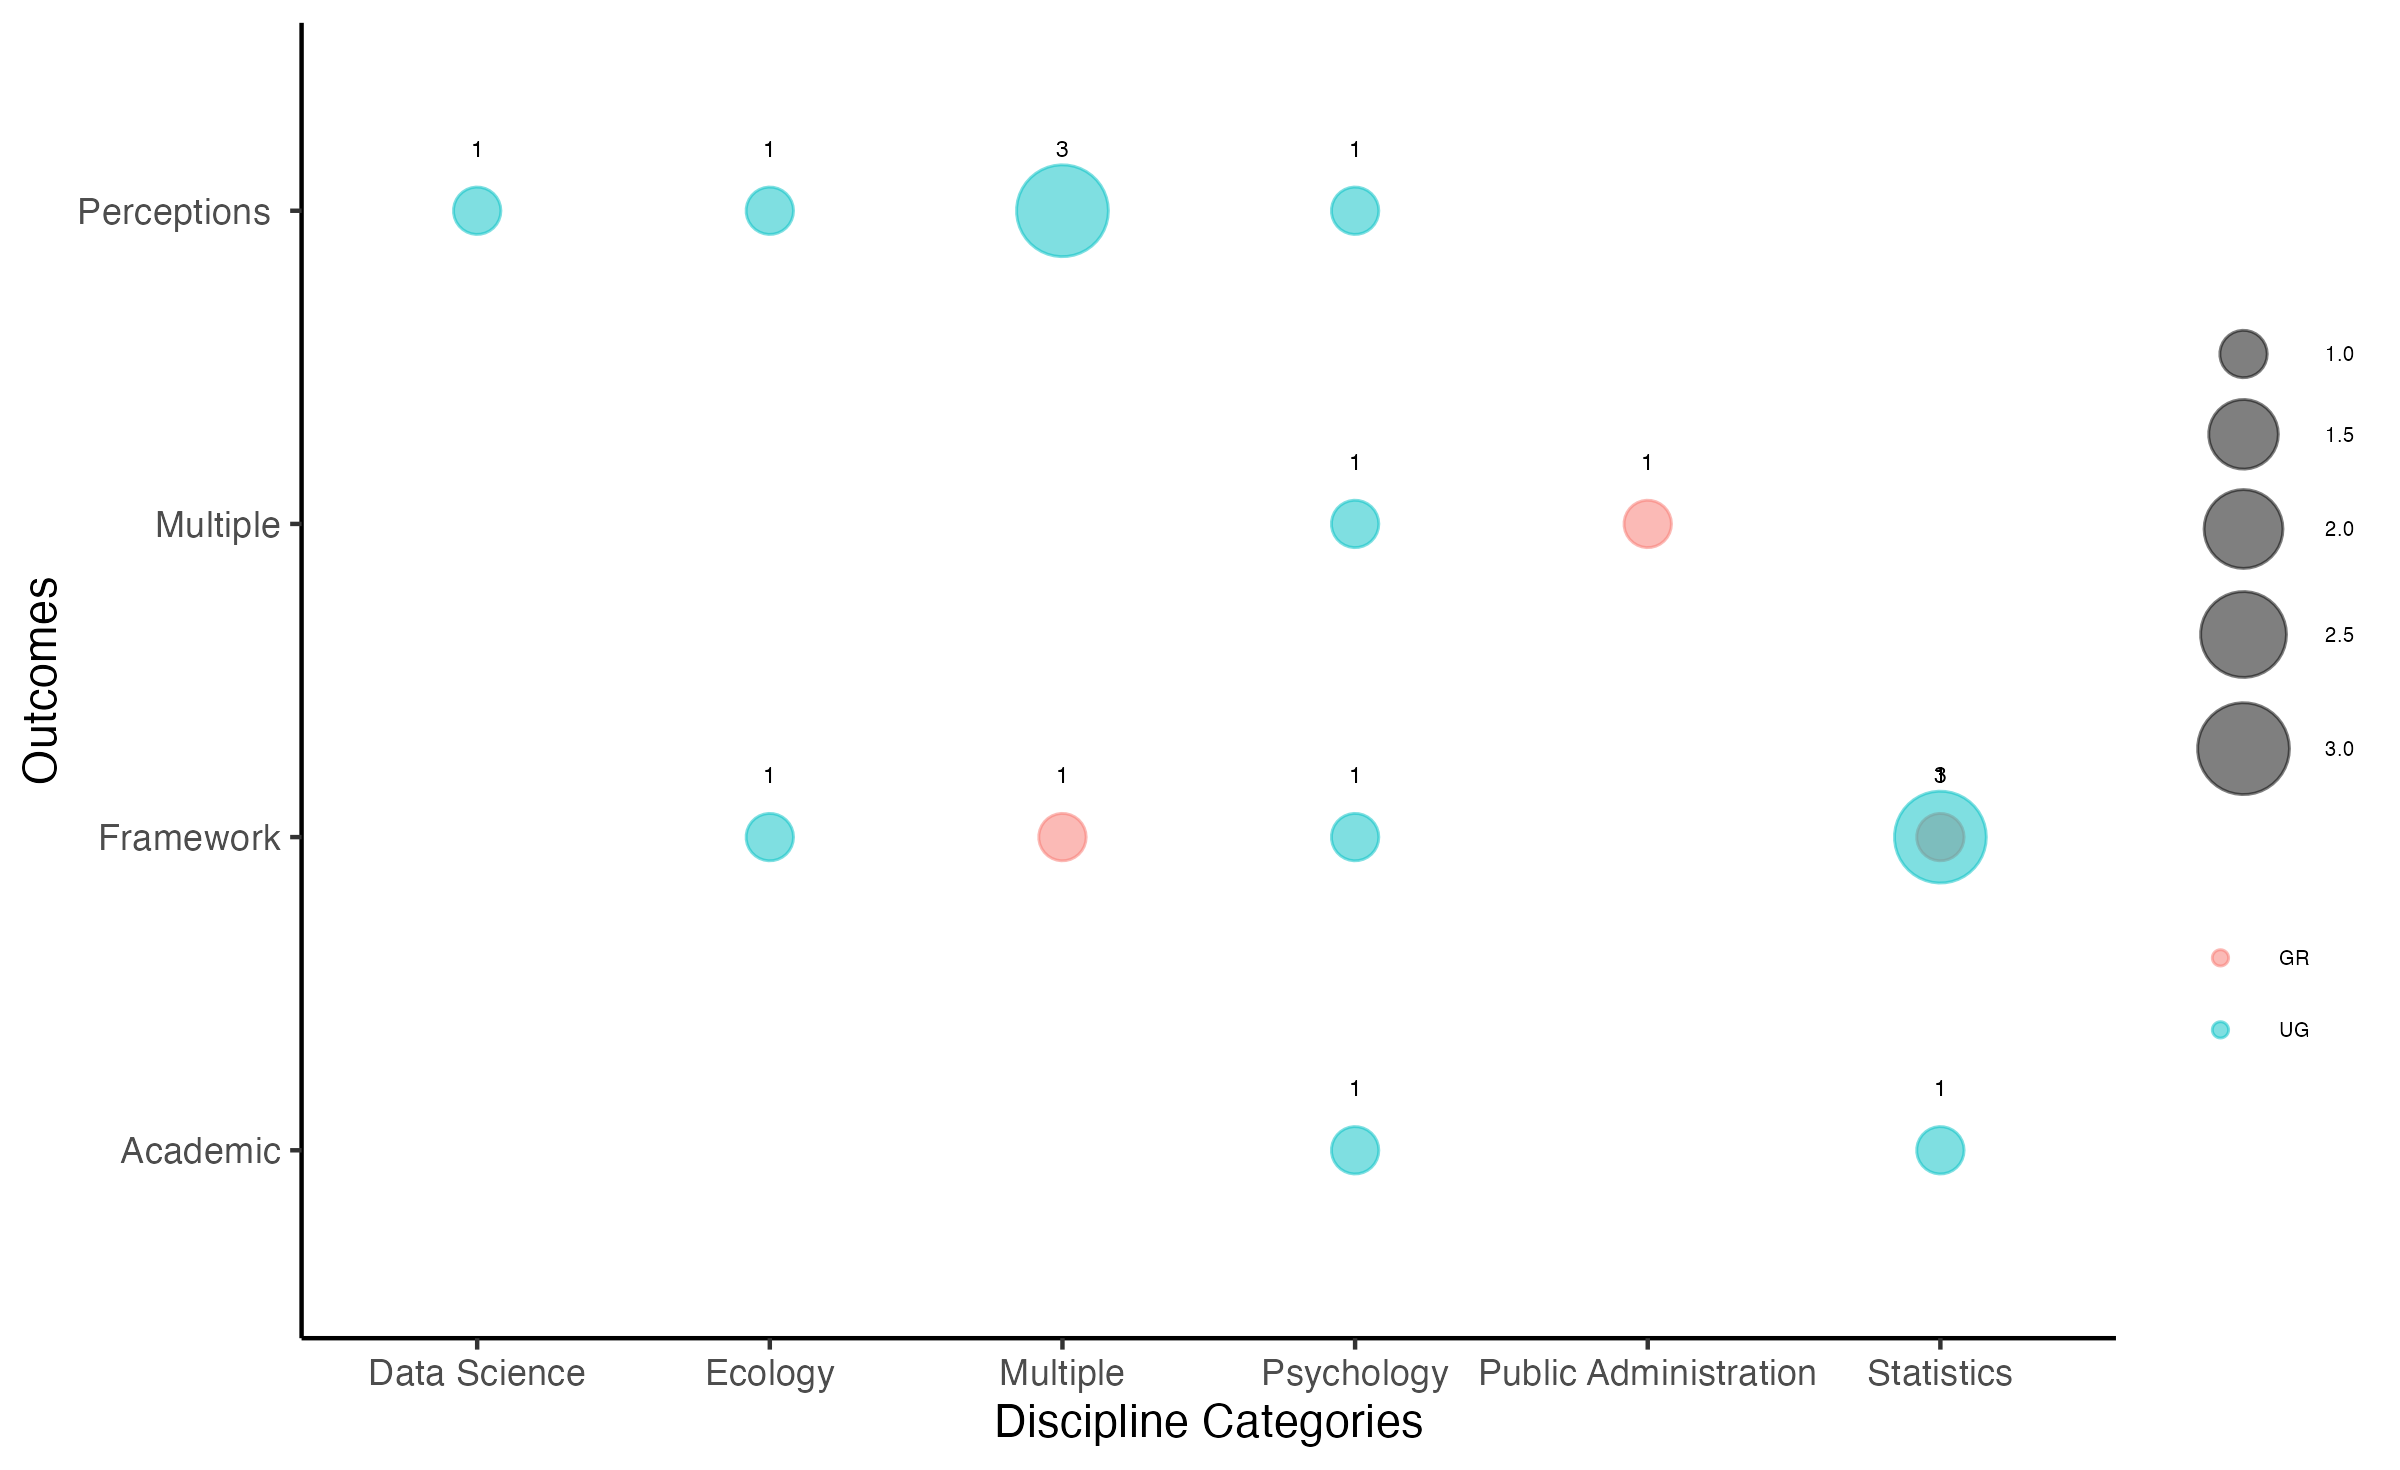 1 1 3 1
Perceptions
1.0
1.5
1 1
Multiple
2.0
2.5
3.0
Outcomes
1 1 1 1 3
Framework
GR
UG
1 1
Academic
Data Science Ecology Multiple Psychology Public Administration Statistics
Discipline Categories